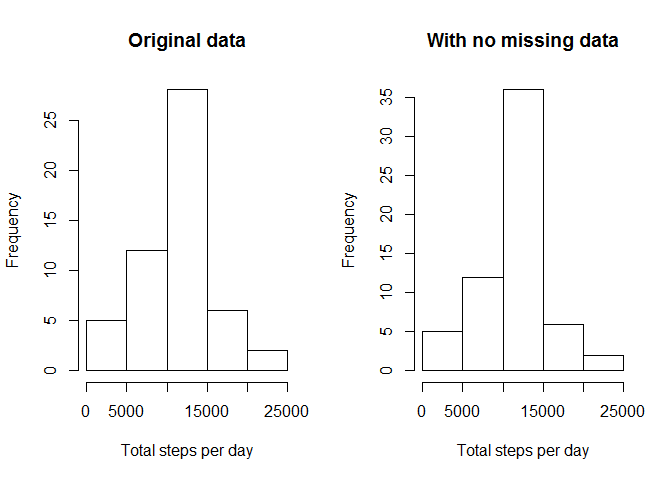 Original data
Frequency
25
20
15
10
5
0
0 5000 15000 25000
Total steps per day
With no missing data
Frequency
35
30
25
20
15
10
5
0
0 5000 15000 25000
Total steps per day